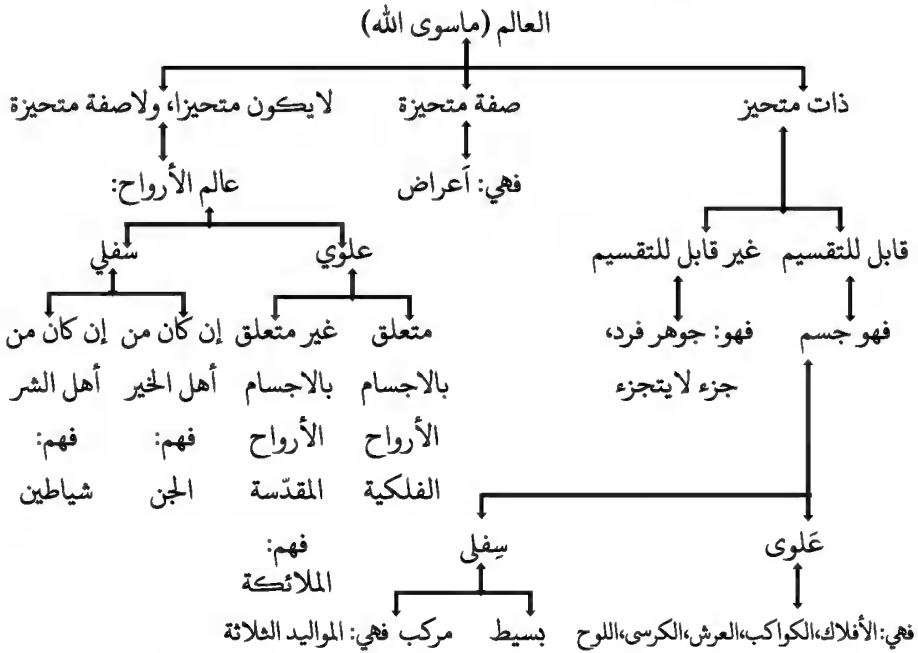 العالم (ماسوى الله)
ذات متحيز صفة متحيزة لايكون متحيزا، ولاصفة متحيزة
فهي: أعراض عالم الأرواح:
قابل للتقسيم غير قابل للتقسيم علوي سفلي
فهو جسم فهو: جوهر فرد، متعلق غير متعلق إن كان من إن كان من
جزء لايتجزء بالاجسام بالاجسام أهل الخير أهل الشر
الأرواح الأرواح فهم: فهم:
الفلكية المقدّسة الجن شياطين
فهم:
الملائكة
عَلوى سِفلى
فهي: الأفلاك،الكواكب،العرش،الكرسى،اللوح بسيط مركب فهي: المواليد الثلاثة